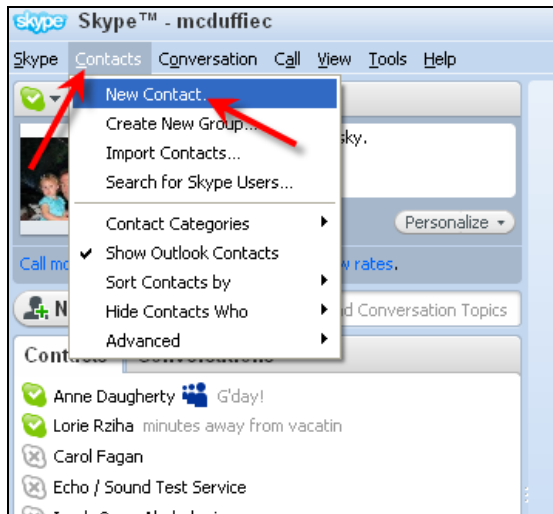 skype Skype™ - mcduffiec
Skype Contacts Conversation Call View Tools Help
New Contact...
Create New Group...
sky.
Import Contacts...
Search for Skype Users...
Contact Categories
Personalize
Show Outlook Contacts
Call rates.
Sort Contacts by
Hide Contacts Who
Conversation Topics
Advanced
Contacts Conversations
Anne Daugherty G'day!
Lorie Rziha minutes away from vacatin
Carol Fagan
Echo / Sound Test Service